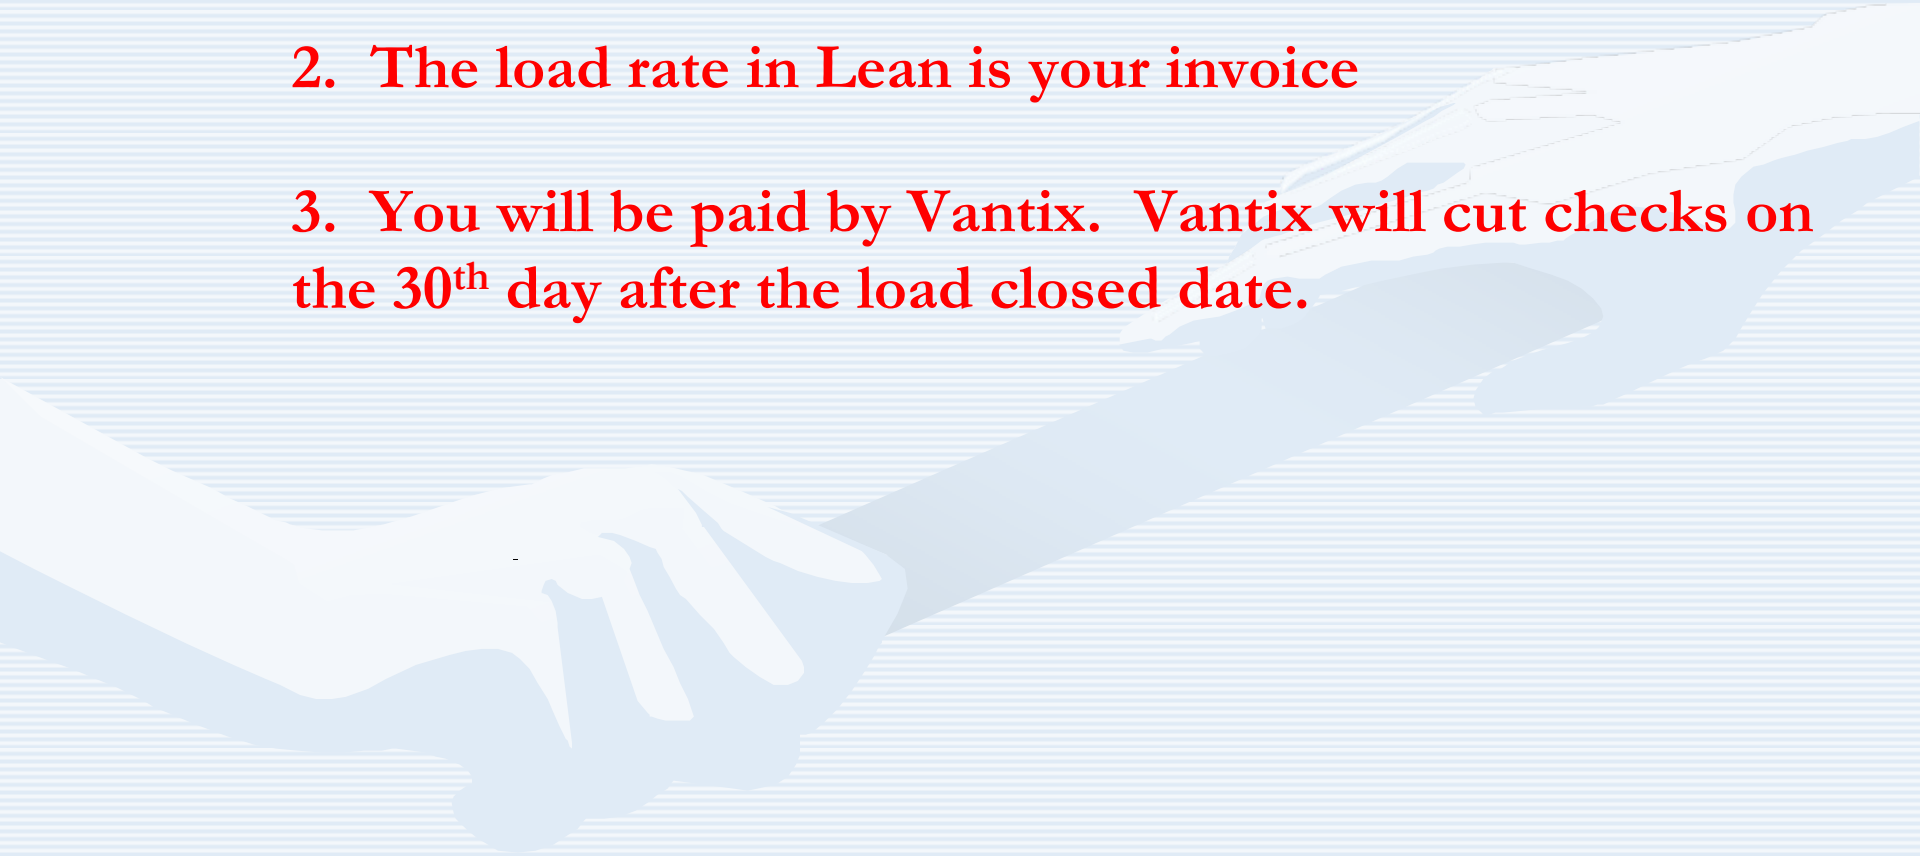 2. The load rate in Lean is your invoice
3. You will be paid by Vantix. Vantix will cut checks on
the 30th day after the load closed date.